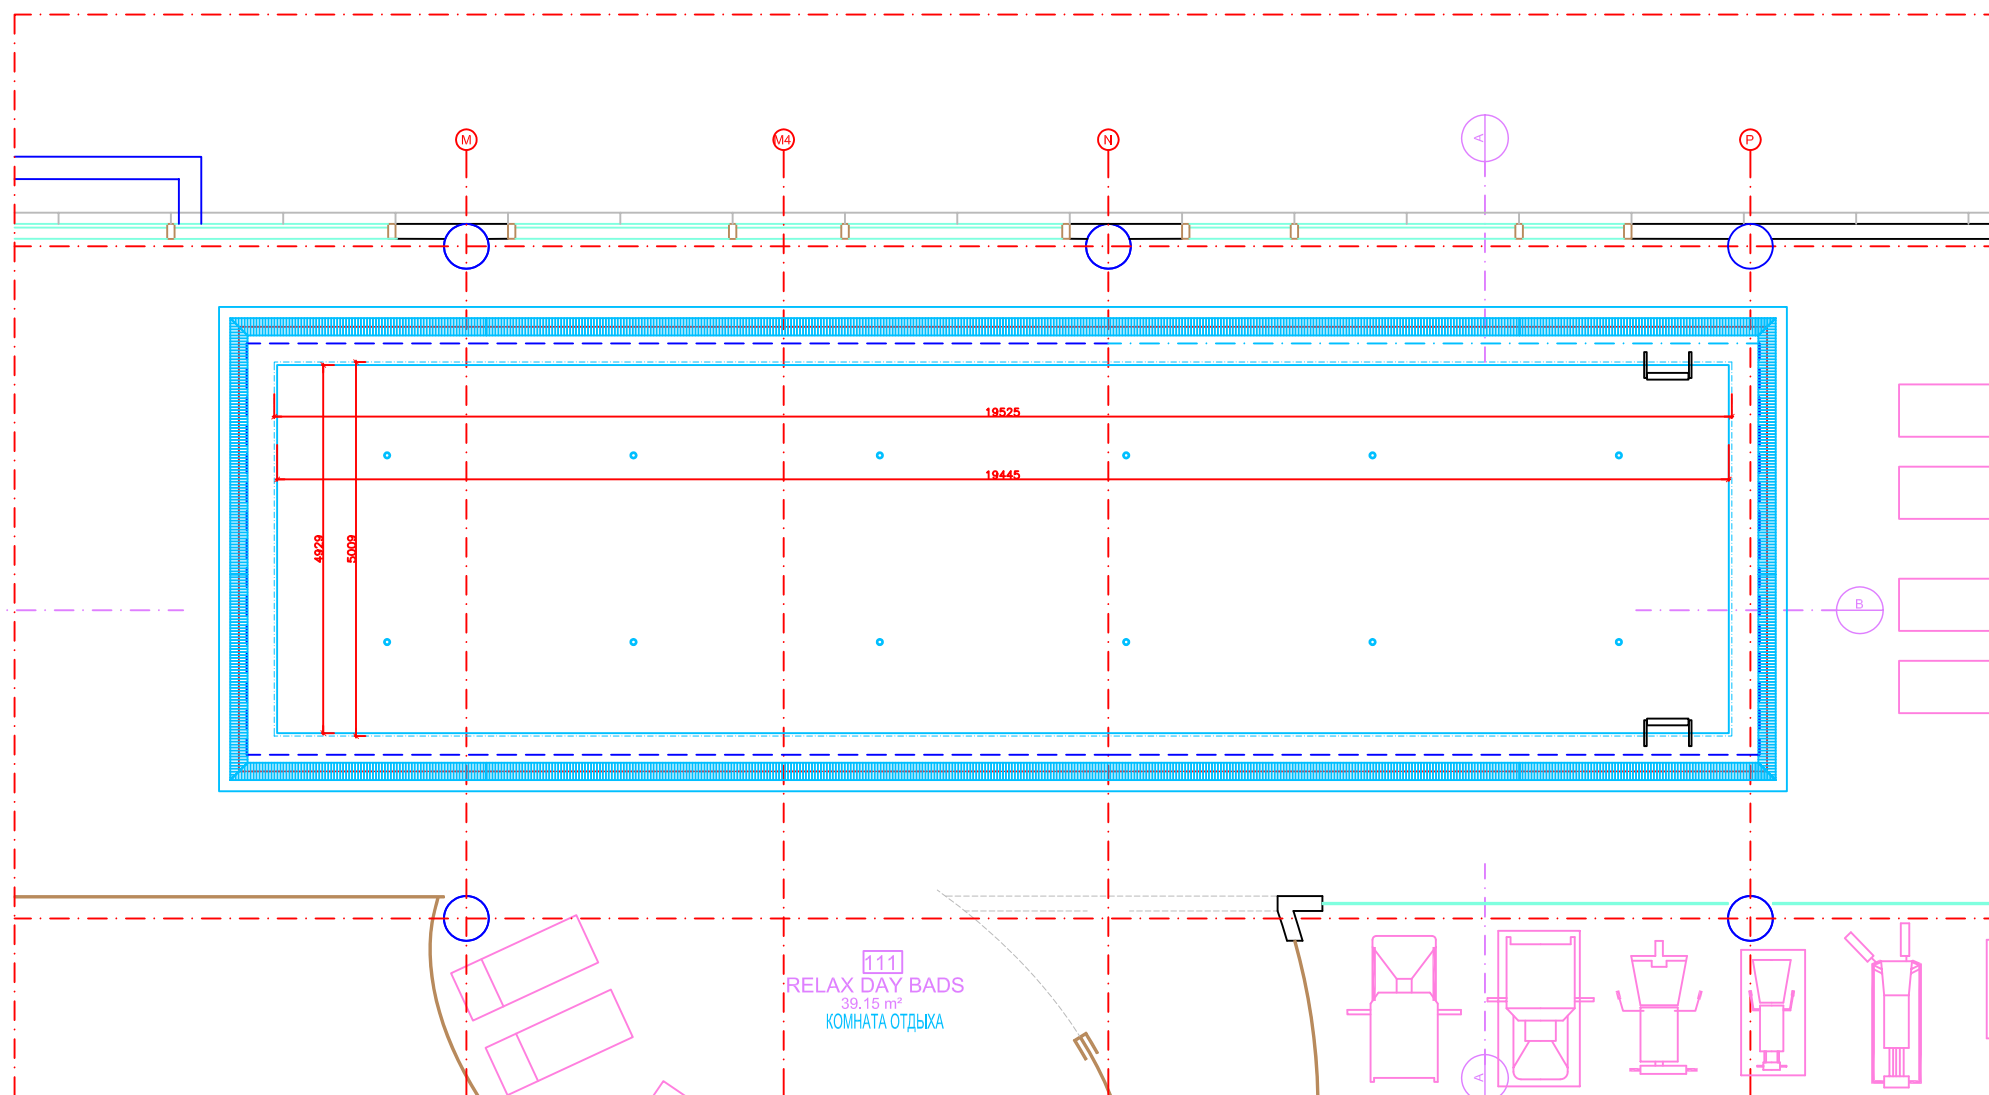 M
M4
N
A
P
19525
19445
4929
5009
B
111
RELAX DAY BADS
39.15 m²
КОМНАТА ОТДЫХА
A